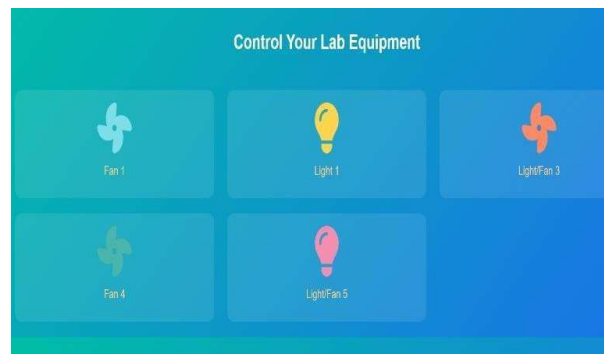 Control Your Lab Equipment
Fan 1
Light 1
Light/Fan 3
Fan 4
Light/Fan 5